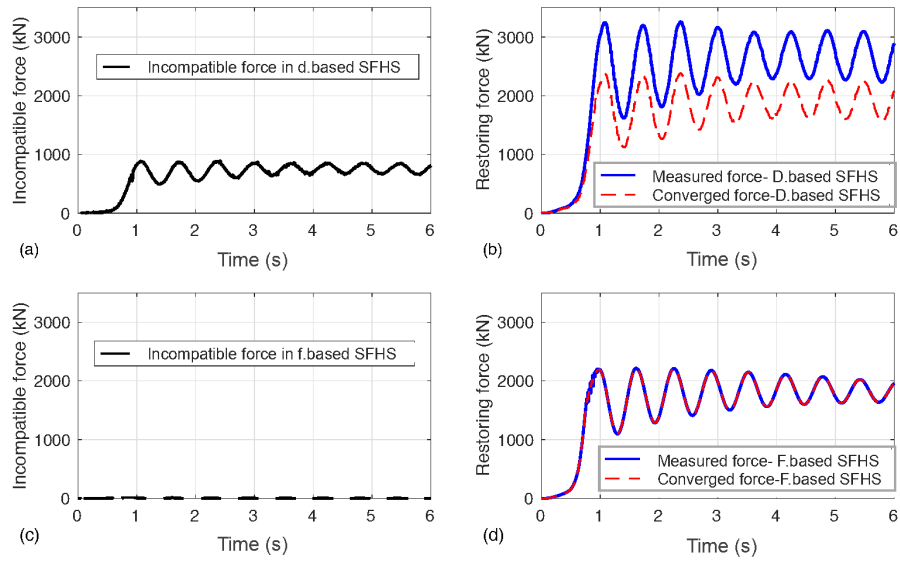 Incompatible force (kN)
3000
2000
1000
0
Incompatible force in d.based SFHS
0 1 2 3 4 5 6
Time (s)
(a)
Restoring force (kN)
3000
2000
1000
0
Measured force- D.based SFHS
Converged force-D.based SFHS
0 1 2 3 4 5 6
Time (s)
(b)
Incompatible force (kN)
3000
2000
1000
0
Incompatible force in f.based SFHS
0 1 2 3 4 5 6
Time (s)
(c)
Restoring force (kN)
3000
2000
1000
0
Measured force- F.based SFHS
Converged force-F.based SFHS
0 1 2 3 4 5 6
Time (s)
(d)